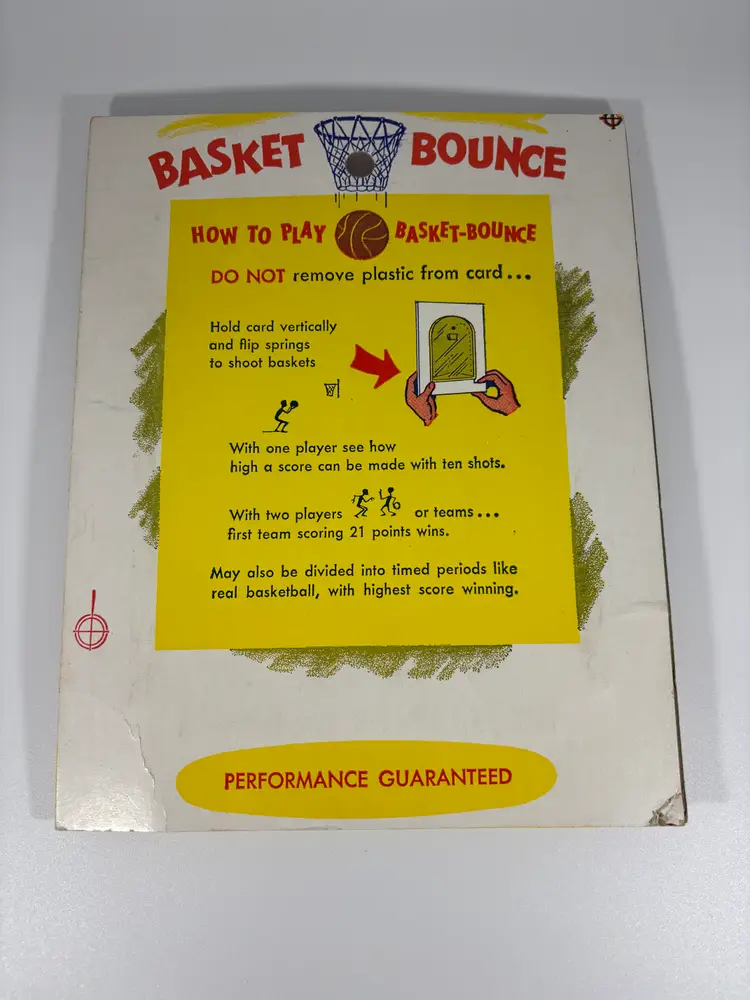 BASKET BOUNCE
HOW TO PLAY BASKET-BOUNCE
DO NOT remove plastic from card...
Hold card vertically
and flip springs
to shoot baskets
With one player see how
high a score can be made with ten shots.
With two players or teams...
first team scoring 21 points wins.
May also be divided into timed periods like
real basketball, with highest score winning.
PERFORMANCE GUARANTEED